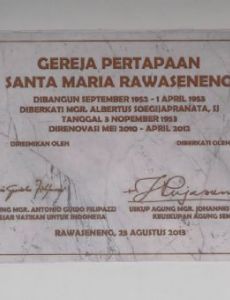 GEREJA PERTAPAAN
SANTA MARIA RAWASENENG
DIBANGUN SEPTEMBER 1952 - 1 APRIL 1953
DIBERKATI MGR. ALBERTUS SOEGIJAPRANATA, SJ
TANGGAL 3 NOPEMBER 1953
DIRENOVASI MEI 2010 - APRIL 2012
DIRESMIKAN OLEH DIBERKATI OLEH
MGR. ANTONIO GUIDO FILIPAZZI USKUP AGUNG MGR. JOHANNES
BESAR VATIKAN UNTUK INDONESIA KEUSKUPAN AGUNG
RAWASENENG, 25 AGUSTUS 2013